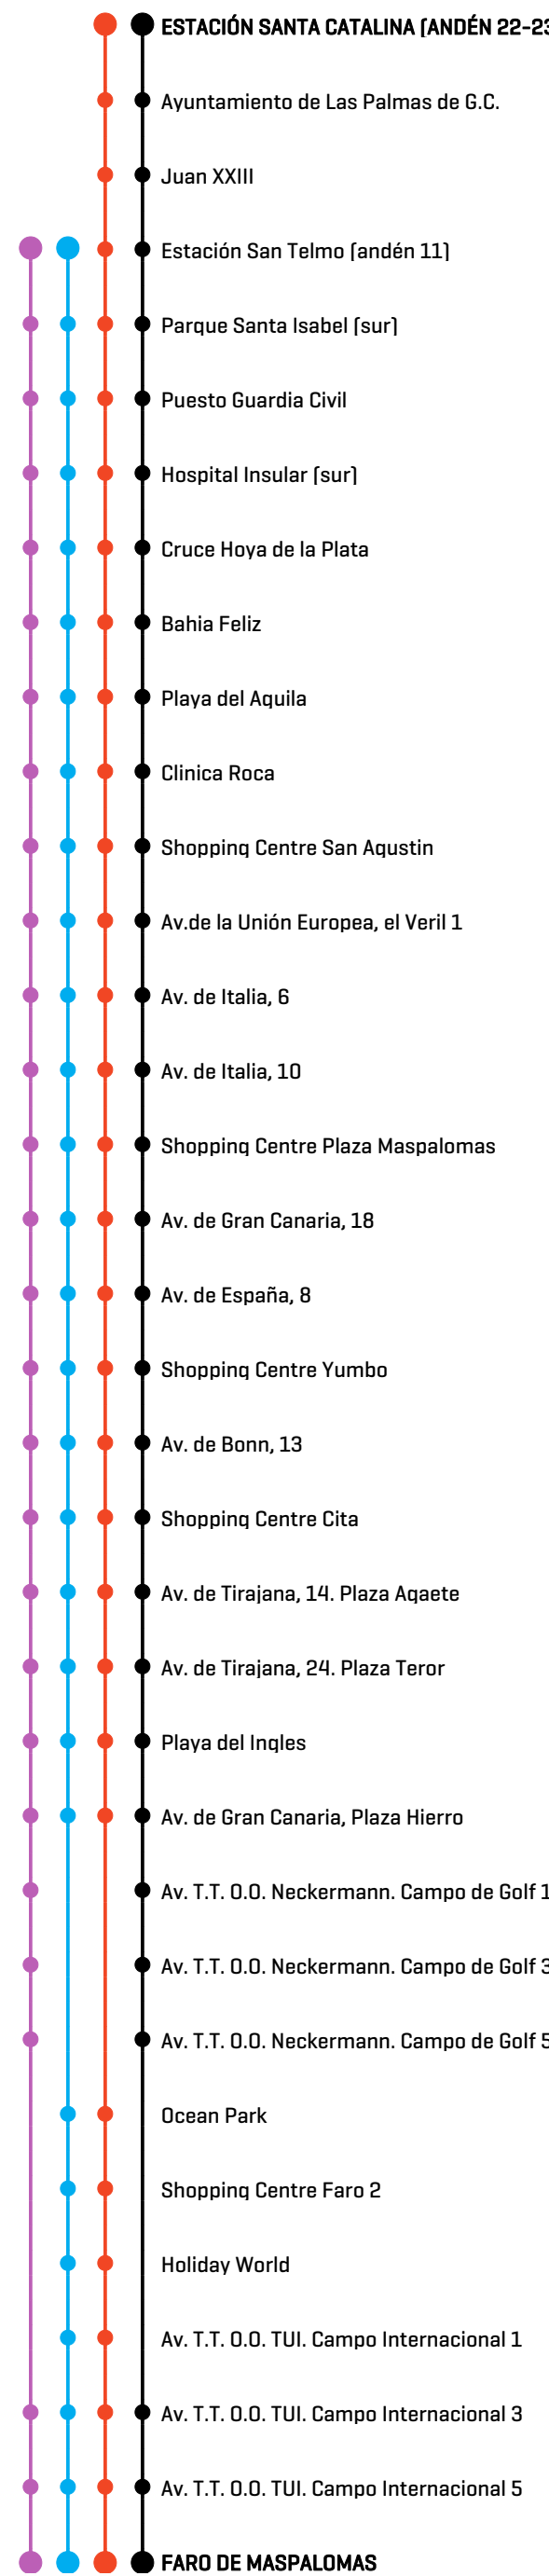 ESTACIÓN SANTA CATALINA (ANDÉN 22-23
Ayuntamiento de Las Palmas de G.C.
Juan XXIII
Estación San Telmo (andén 11)
Parque Santa Isabel (sur)
Puesto Guardia Civil
Hospital Insular (sur)
Cruce Hoya de la Plata
Bahia Feliz
Playa del Aguila
Clinica Roca
Shopping Centre San Agustin
Av.de la Unión Europea, el Veril 1
Av. de Italia, 6
Av. de Italia, 10
Shopping Centre Plaza Maspalomas
Av. de Gran Canaria, 18
Av. de España, 8
Shopping Centre Yumbo
Av. de Bonn, 13
Shopping Centre Cita
Av. de Tirajana, 14. Plaza Agaete
Av. de Tirajana, 24. Plaza Teror
Playa del Ingles
Av. de Gran Canaria, Plaza Hierro
Av. T.T. O.O. Neckermann. Campo de Golf 1
Av. T.T. O.O. Neckermann. Campo de Golf 3
Av. T.T. O.O. Neckermann. Campo de Golf 5
Ocean Park
Shopping Centre Faro 2
Holiday World
Av. T.T. O.O. TUI. Campo Internacional 1
Av. T.T. O.O. TUI. Campo Internacional 3
Av. T.T. O.O. TUI. Campo Internacional 5
FARO DE MASPALOMAS